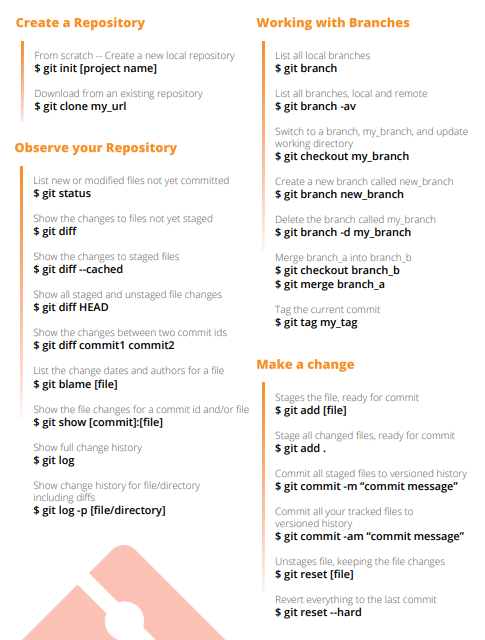 Create a Repository
From scratch -- Create a new local repository
$ git init [project name]
Download from an existing repository
$ git clone my_url
Observe your Repository
List new or modified files not yet committed
$ git status
Show the changes to files not yet staged
$ git diff
Show the changes to staged files
$ git diff --cached
Show all staged and unstaged file changes
$ git diff HEAD
Show the changes between two commit ids
$ git diff commit1 commit2
List the change dates and authors for a file
$ git blame [file]
Show the file changes for a commit id and/or file
$ git show [commit]:[file]
Show full change history
$ git log
Show change history for file/directory
including diffs
$ git log -p [file/directory]
Working with Branches
List all local branches
$ git branch
List all branches, local and remote
$ git branch -av
Switch to a branch, my_branch, and update
working directory
$ git checkout my_branch
Create a new branch called new_branch
$ git branch new_branch
Delete the branch called my_branch
$ git branch -d my_branch
Merge branch_a into branch_b
$ git checkout branch_b
$ git merge branch_a
Tag the current commit
$ git tag my_tag
Make a change
Stages the file, ready for commit
$ git add [file]
Stage all changed files, ready for commit
$ git add .
Commit all staged files to versioned history
$ git commit -m “commit message”
Commit all your tracked files to
versioned history
$ git commit -am “commit message”
Unstages file, keeping the file changes
$ git reset [file]
Revert everything to the last commit
$ git reset --hard